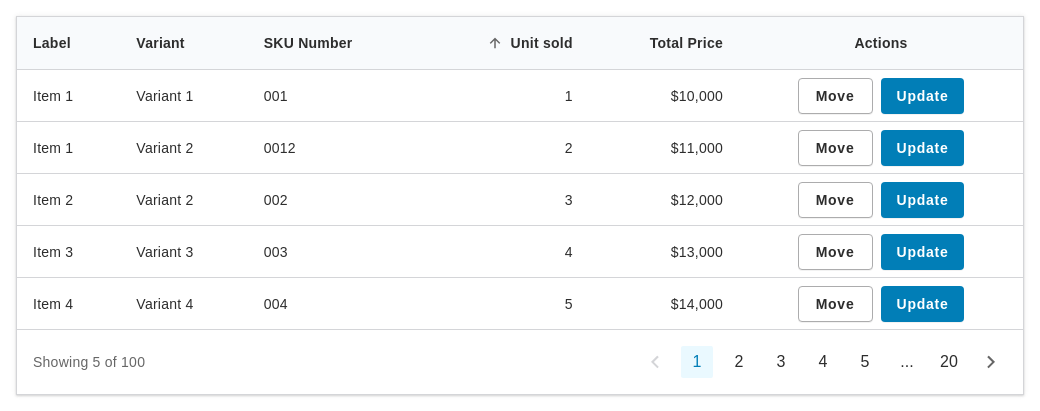 Label Variant SKU Number Unit sold Total Price Actions
Item 1 Variant 1 001 1 $10,000 Move Update
Item 1 Variant 2 0012 2 $11,000 Move Update
Item 2 Variant 2 002 3 $12,000 Move Update
Item 3 Variant 3 003 4 $13,000 Move Update
Item 4 Variant 4 004 5 $14,000 Move Update
Showing 5 of 100 1 2 3 4 5 ... 20